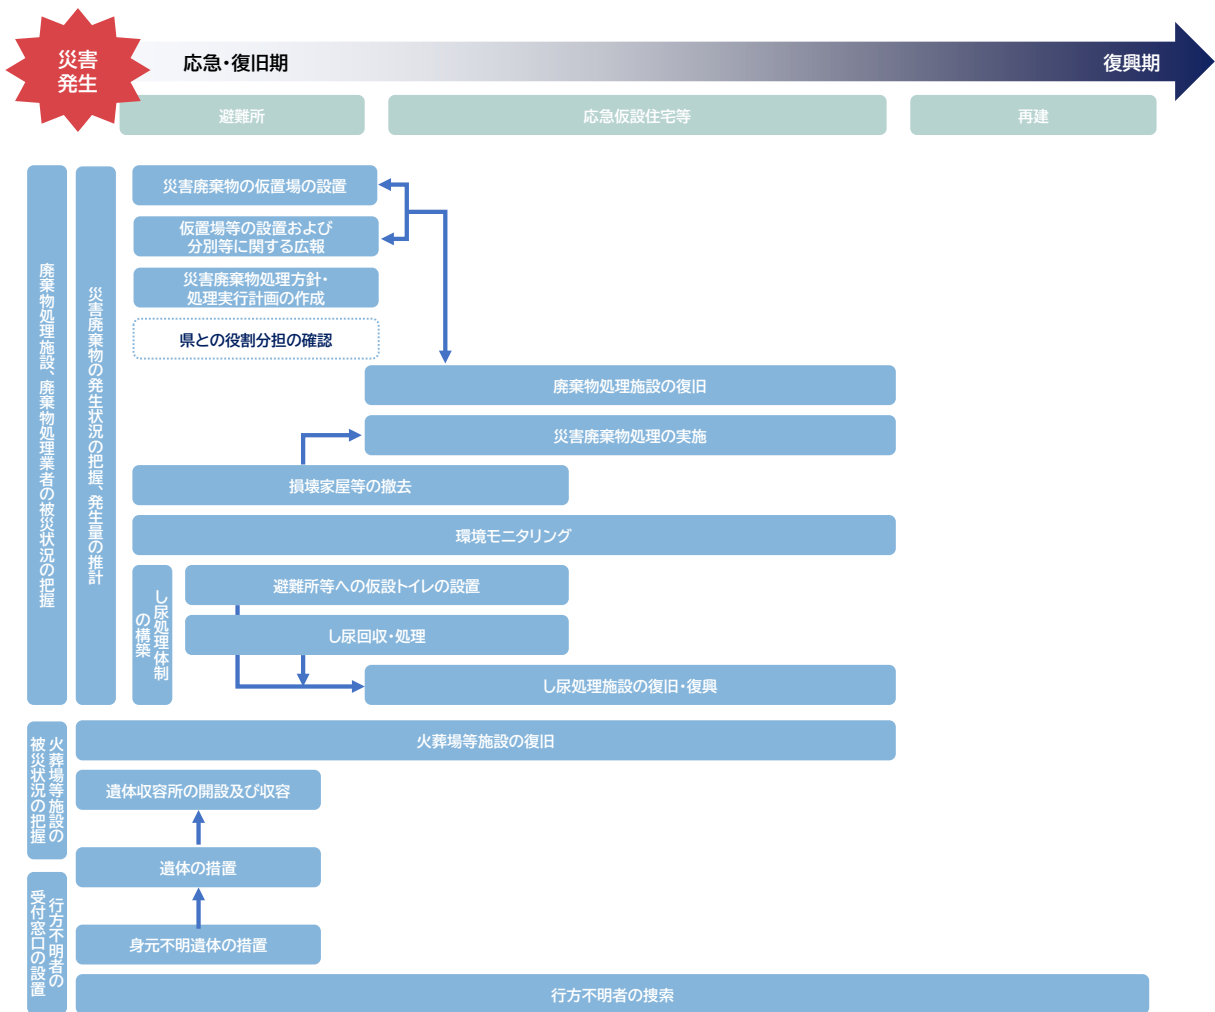 災害
発生
応急・復旧期
復興期
避難所
応急仮設住宅等
再建
廃棄物処理施設、廃棄物処理業者の被災状況の把握
災害廃棄物の発生状況の把握、発生量の推計
災害廃棄物の仮置場の設置
仮置場等の設置および
分別等に関する広報
災害廃棄物処理方針・
処理実行計画の作成
県との役割分担の確認
廃棄物処理施設の復旧
災害廃棄物処理の実施
損壊家屋等の撤去
環境モニタリング
し尿処理体制
の構築
避難所等への仮設トイレの設置
し尿回収・処理
し尿処理施設の復旧・復興
火葬場等施設の
被災状況の把握
火葬場等施設の復旧
遺体収容所の開設及び収容
遺体の措置
行方不明者の
受付窓口の設置
身元不明遺体の措置
行方不明者の捜索